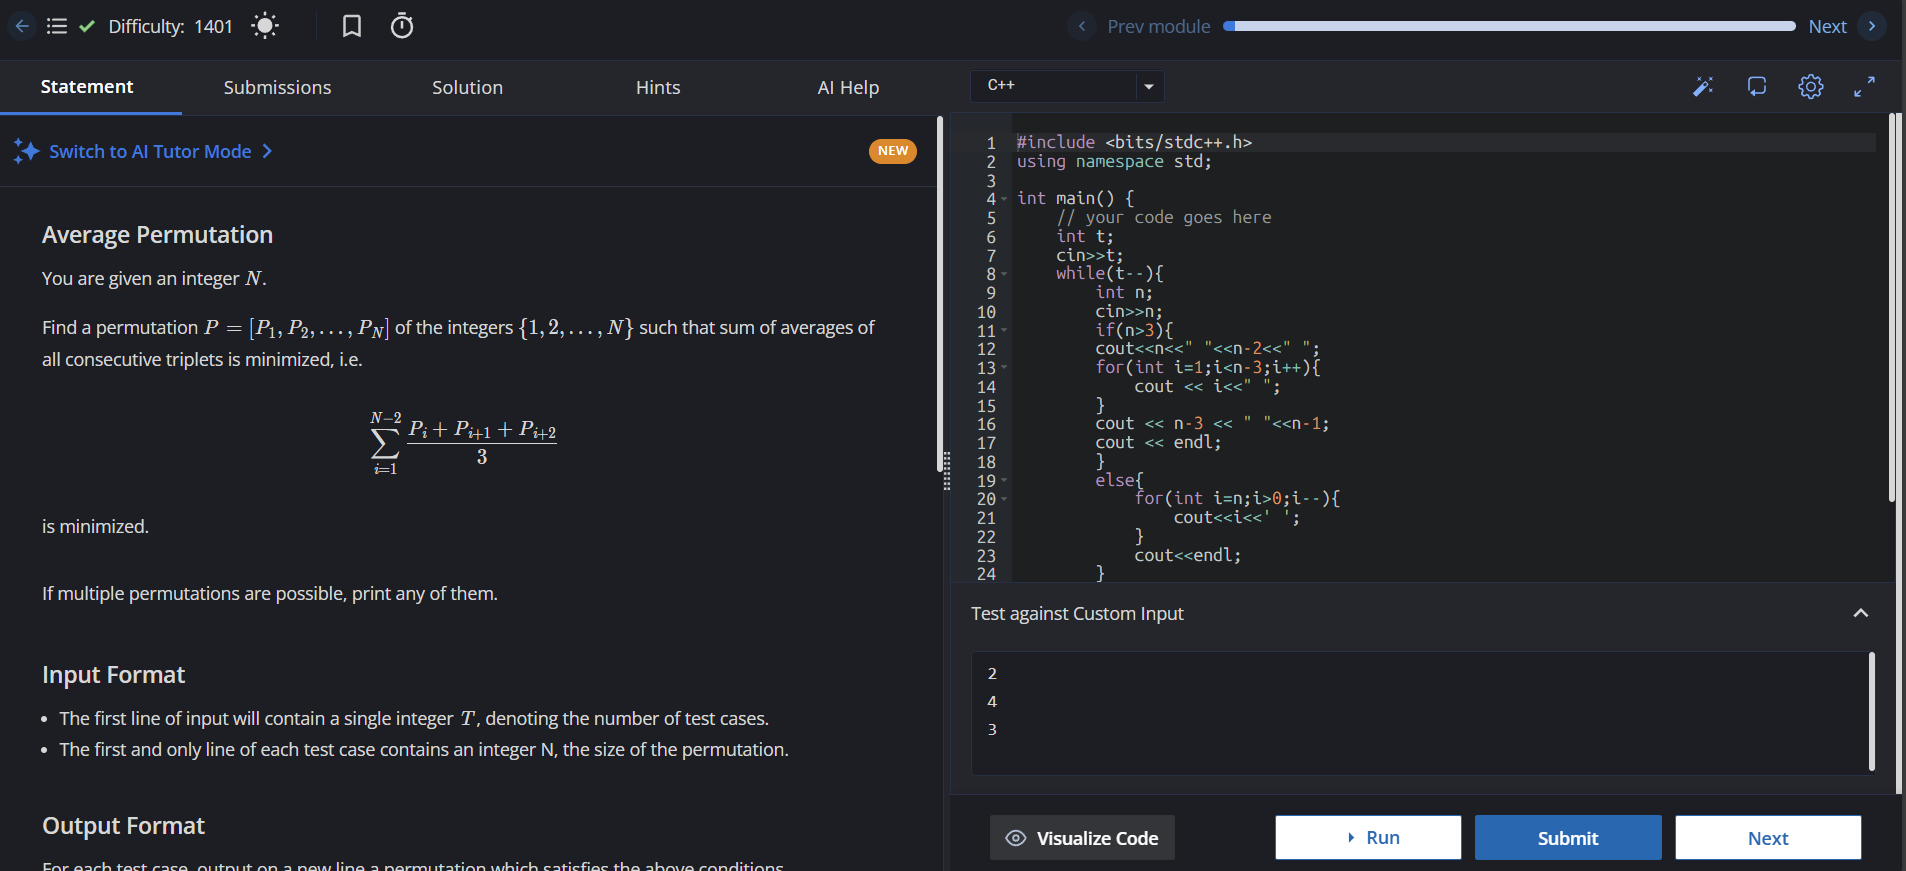 Difficulty: 1401
Prev module
Next
Statement
Submissions
Solution
Hints
AI Help
Switch to AI Tutor Mode
NEW
Average Permutation
You are given an integer N.
Find a permutation P = [P₁, P₂, . . . , P_N] of the integers {1, 2, . . . , N} such that sum of averages of
all consecutive triplets is minimized, i.e.
N−2
∑
i=1
P_i + P_{i+1} + P_{i+2}
3
is minimized.
If multiple permutations are possible, print any of them.
Input Format
• The first line of input will contain a single integer T, denoting the number of test cases.
• The first and only line of each test case contains an integer N, the size of the permutation.
Output Format
For each test case, output on a new line a permutation which satisfies the above conditions.
C++
1 #include <bits/stdc++.h>
2 using namespace std;
3
4 int main() {
5     // your code goes here
6     int t;
7     cin>>t;
8     while(t--){
9         int n;
10         cin>>n;
11         if(n>3){
12         cout<<n<<" "<<n-2<<" ";
13         for(int i=1;i<n-3;i++){
14             cout << i<<" ";
15         }
16         cout << n-3 << " "<<n-1;
17         cout << endl;
18         }
19         else{
20             for(int i=n;i>0;i--){
21                 cout<<i<<' ';
22             }
23             cout<<endl;
24         }
Test against Custom Input
2
4
3
Visualize Code
Run
Submit
Next